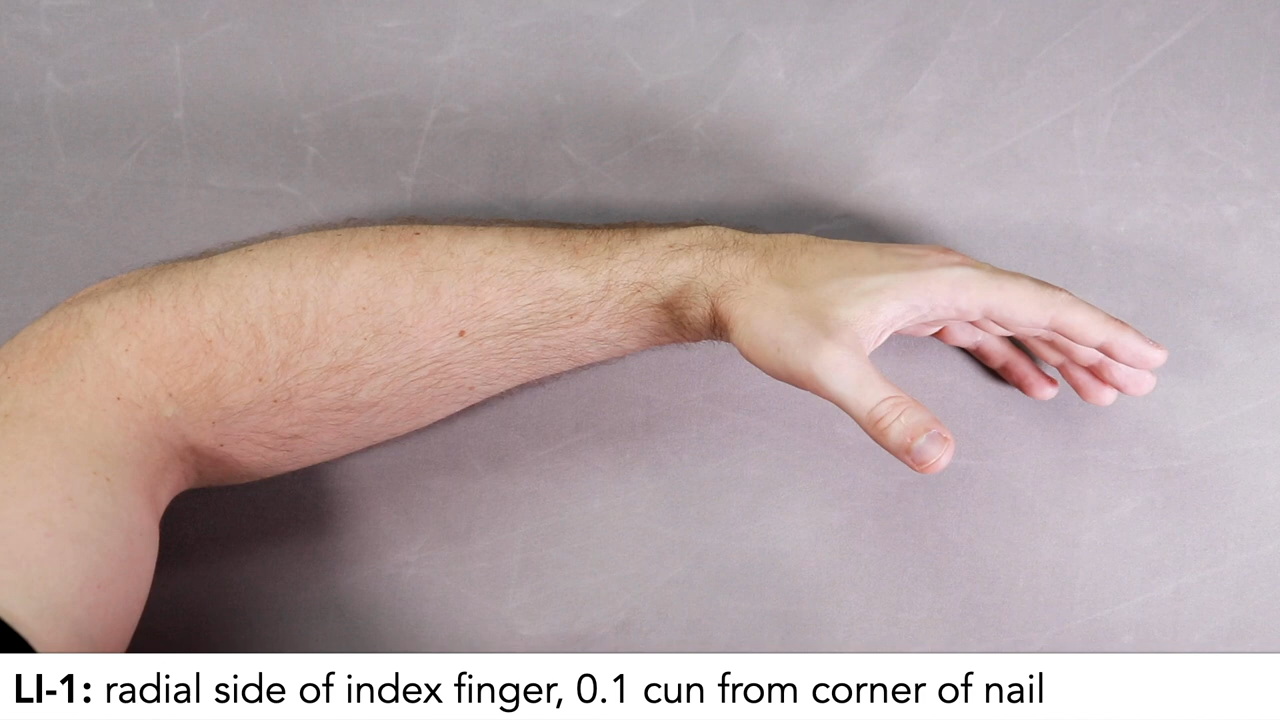 LI-1: radial side of index finger, 0.1 cun from corner of nail